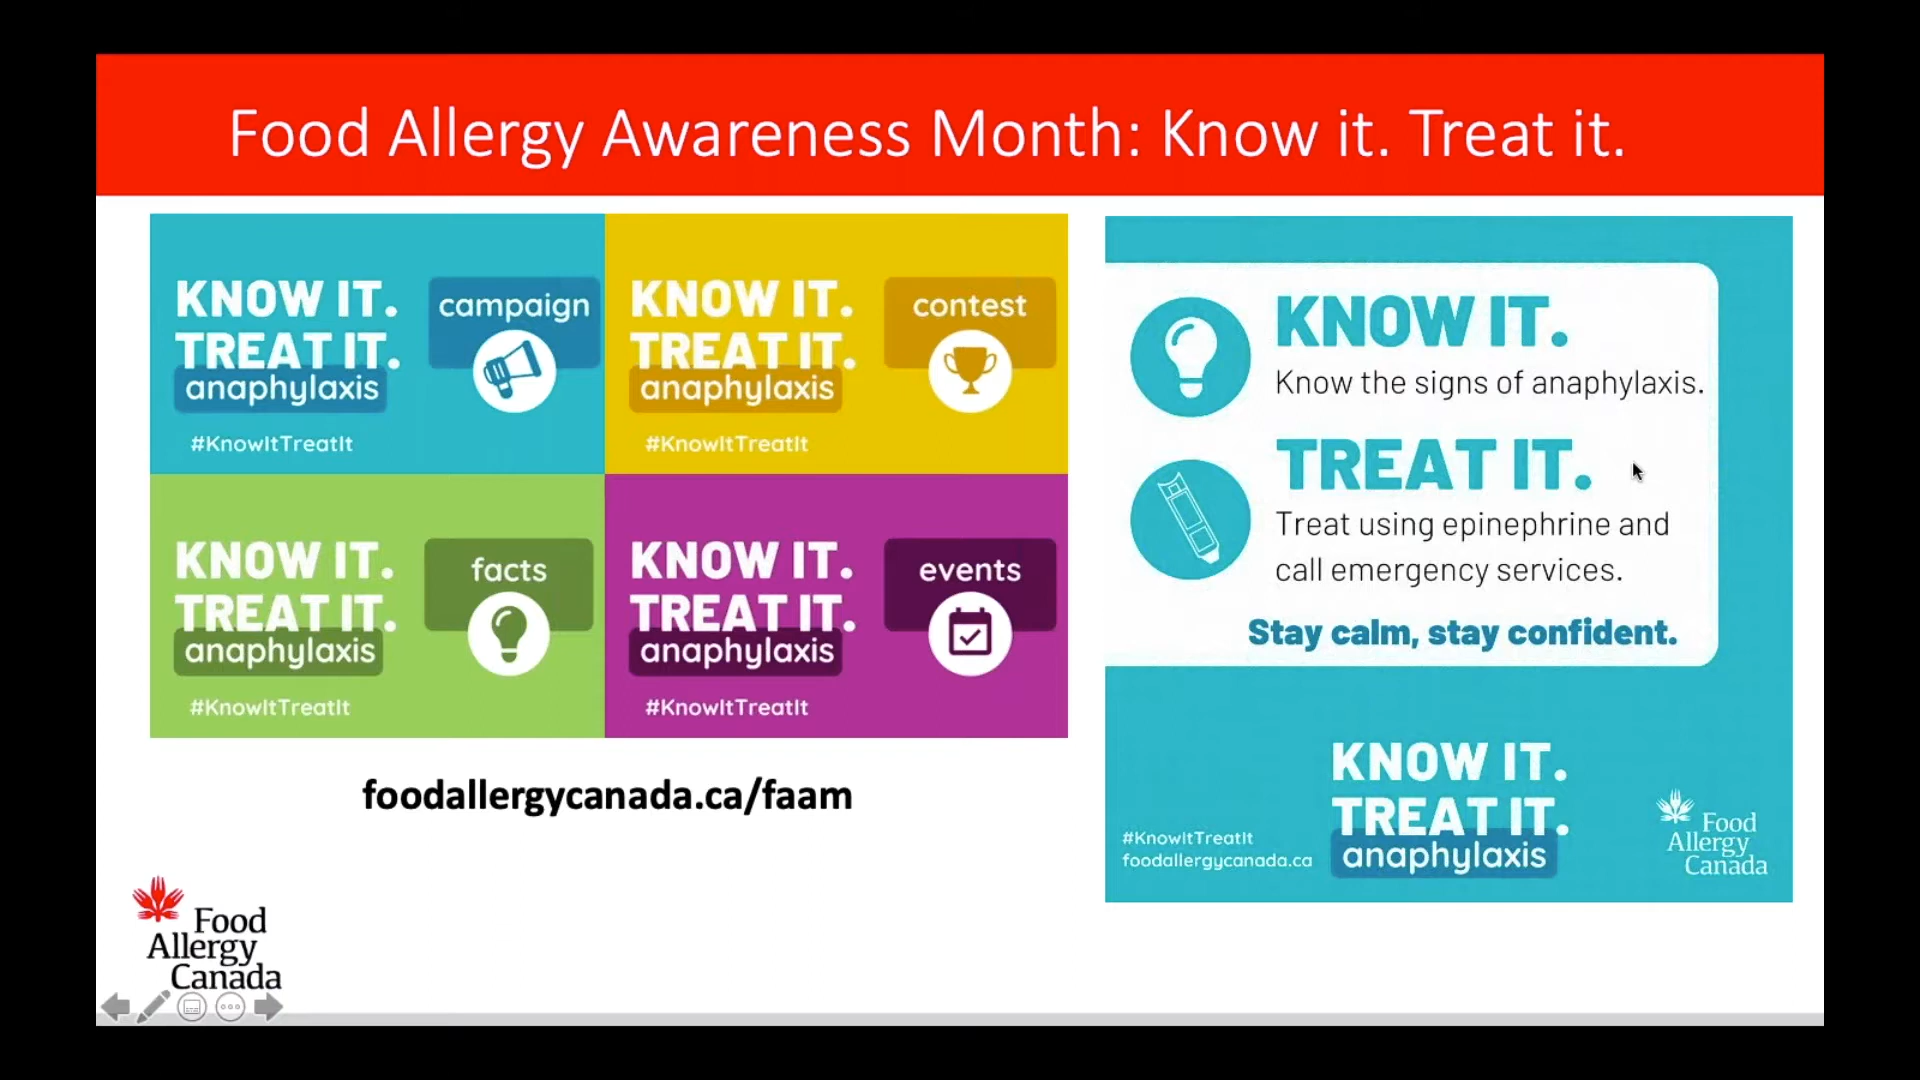 Food Allergy Awareness Month: Know it. Treat it.
KNOW IT.
TREAT IT.
anaphylaxis
campaign
#KnowItTreatIt
KNOW IT.
TREAT IT.
anaphylaxis
contest
#KnowItTreatIt
KNOW IT.
TREAT IT.
anaphylaxis
facts
#KnowItTreatIt
KNOW IT.
TREAT IT.
anaphylaxis
events
#KnowItTreatIt
foodallergycanada.ca/faam
Food
Allergy
Canada
KNOW IT.
Know the signs of anaphylaxis.
TREAT IT.
Treat using epinephrine and
call emergency services.
Stay calm, stay confident.
#KnowItTreatIt
foodallergycanada.ca
KNOW IT.
TREAT IT.
anaphylaxis
Food
Allergy
Canada